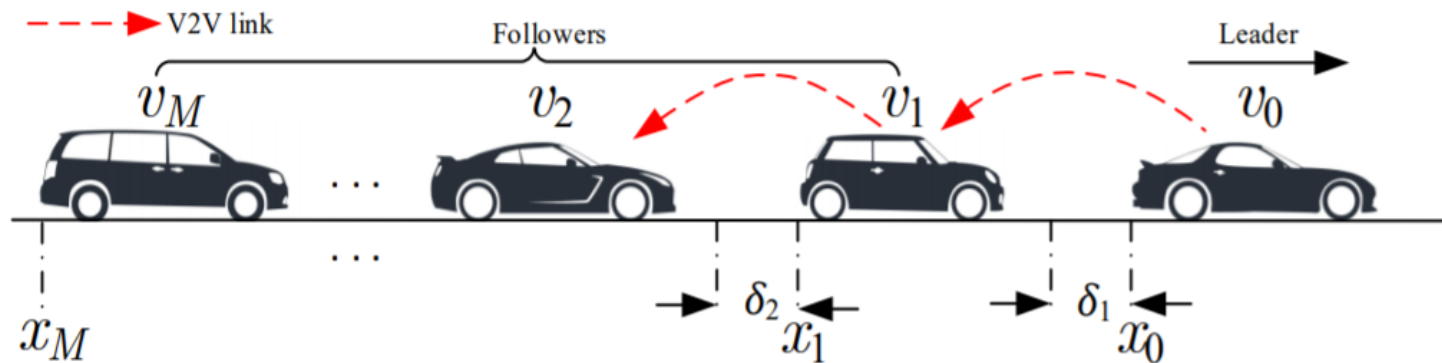 V2V link
Followers
Leader
v_M
v_2
v_1
v_0
. . .
. . .
δ_2
δ_1
x_M
x_1
x_0